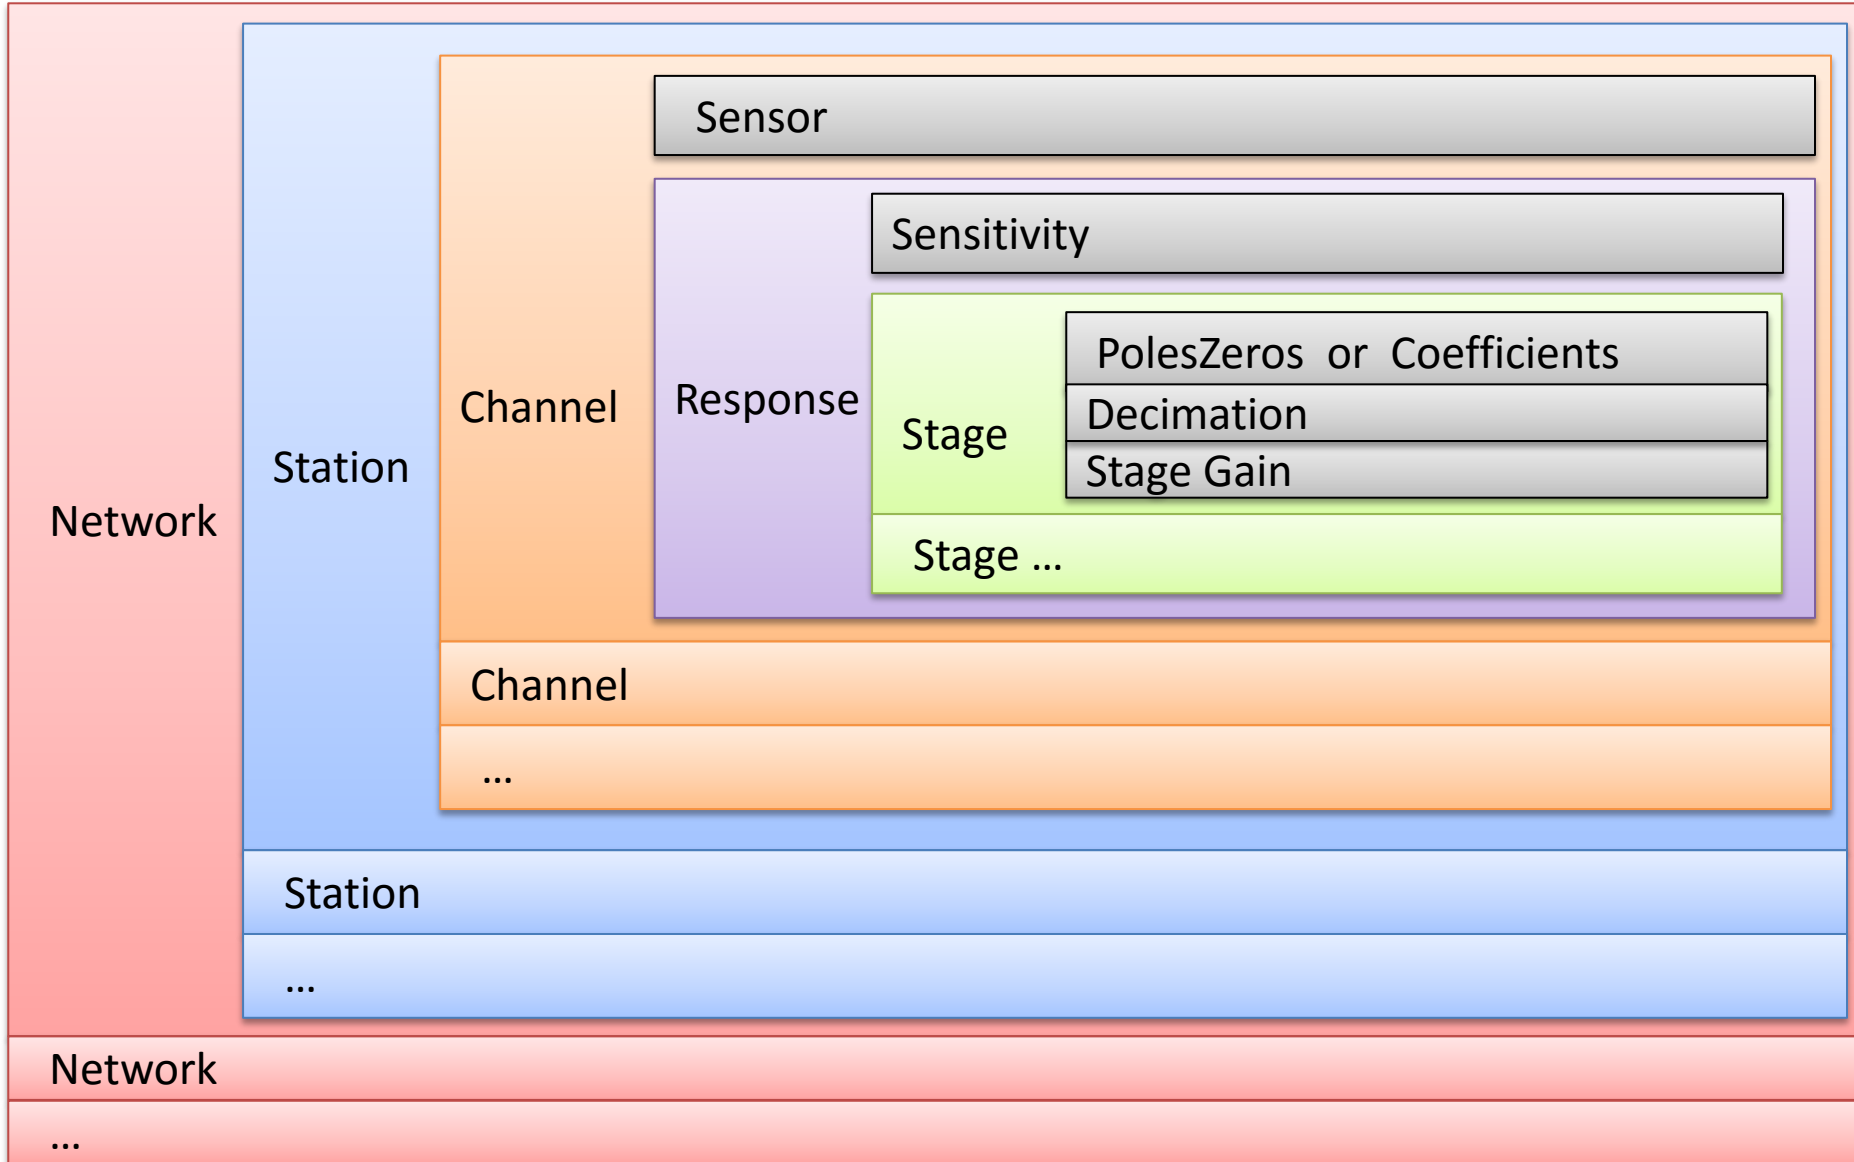 Sensor
Sensitivity
PolesZeros or Coefficients
Response
Channel
Decimation
Stage
Station
Stage Gain
Network
Stage ...
Channel
...
Station
...
Network
...